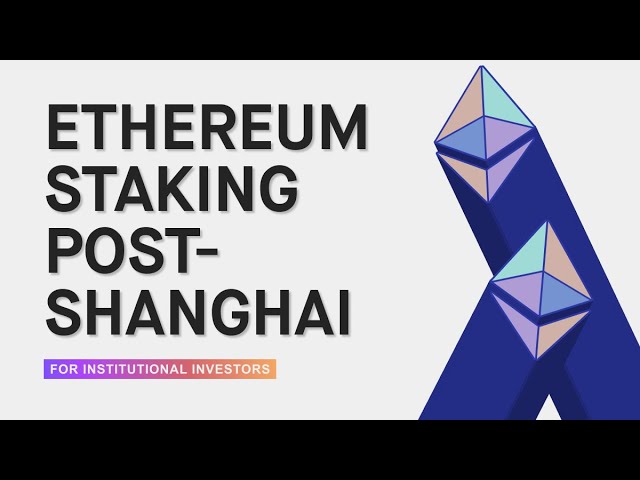 ETHEREUM
STAKING
POST-
SHANGHAI
FOR INSTITUTIONAL INVESTORS